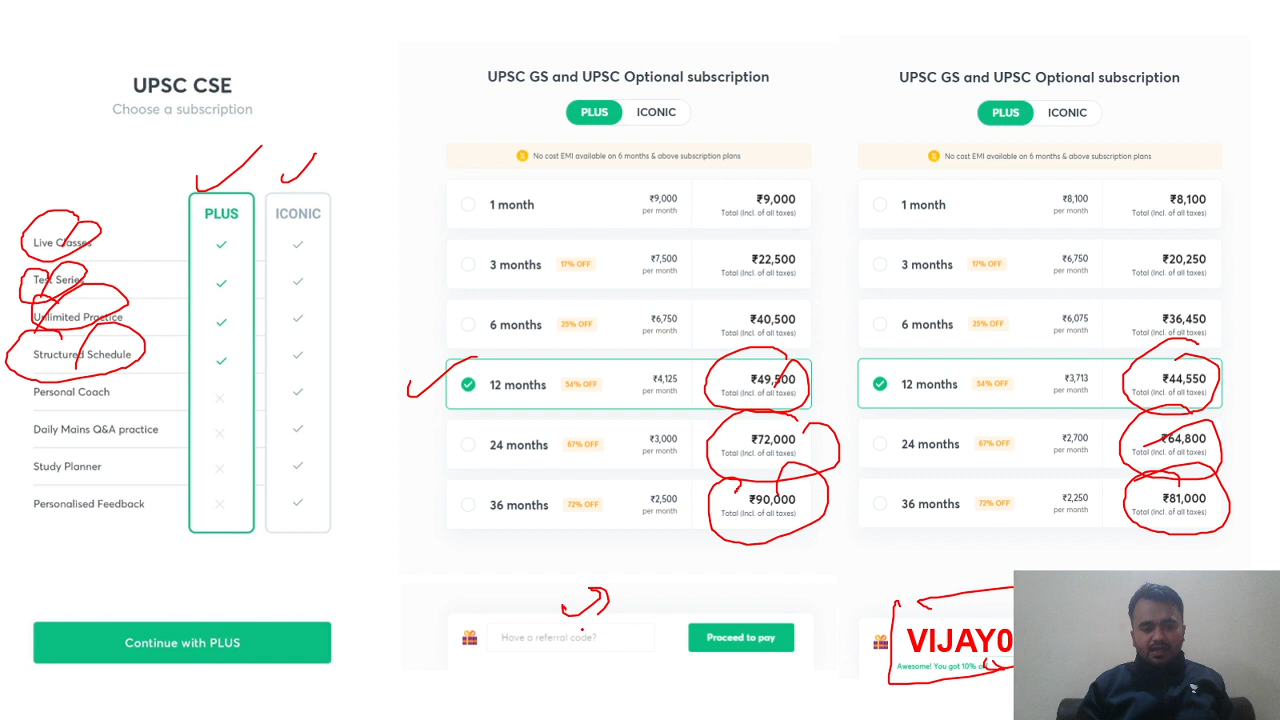 UPSC CSE
Choose a subscription
PLUS ICONIC
Live Classes
Test Series
Unlimited Practice
Structured Schedule
Personal Coach
Daily Mains Q&A practice
Study Planner
Personalised Feedback
Continue with PLUS
UPSC GS and UPSC Optional subscription
PLUS ICONIC
No cost EMI available on 6 months & above subscription plans
1 month ₹9,000 ₹9,000
per month Total (Incl. of all taxes)
3 months 17% OFF ₹7,500 ₹22,500
per month Total (Incl. of all taxes)
6 months 25% OFF ₹6,750 ₹40,500
per month Total (Incl. of all taxes)
12 months 54% OFF ₹4,125 ₹49,500
per month Total (Incl. of all taxes)
24 months 67% OFF ₹3,000 ₹72,000
per month Total (Incl. of all taxes)
36 months 72% OFF ₹2,500 ₹90,000
per month Total (Incl. of all taxes)
Have a referral code? Proceed to pay
UPSC GS and UPSC Optional subscription
PLUS ICONIC
No cost EMI available on 6 months & above subscription plans
1 month ₹8,100 ₹8,100
per month Total (Incl. of all taxes)
3 months 17% OFF ₹6,750 ₹20,250
per month Total (Incl. of all taxes)
6 months 25% OFF ₹6,075 ₹36,450
per month Total (Incl. of all taxes)
12 months 54% OFF ₹3,713 ₹44,550
per month Total (Incl. of all taxes)
24 months 67% OFF ₹2,700 ₹64,800
per month Total (Incl. of all taxes)
36 months 72% OFF ₹2,250 ₹81,000
per month Total (Incl. of all taxes)
VIJAY0
Awesome! You got 10%